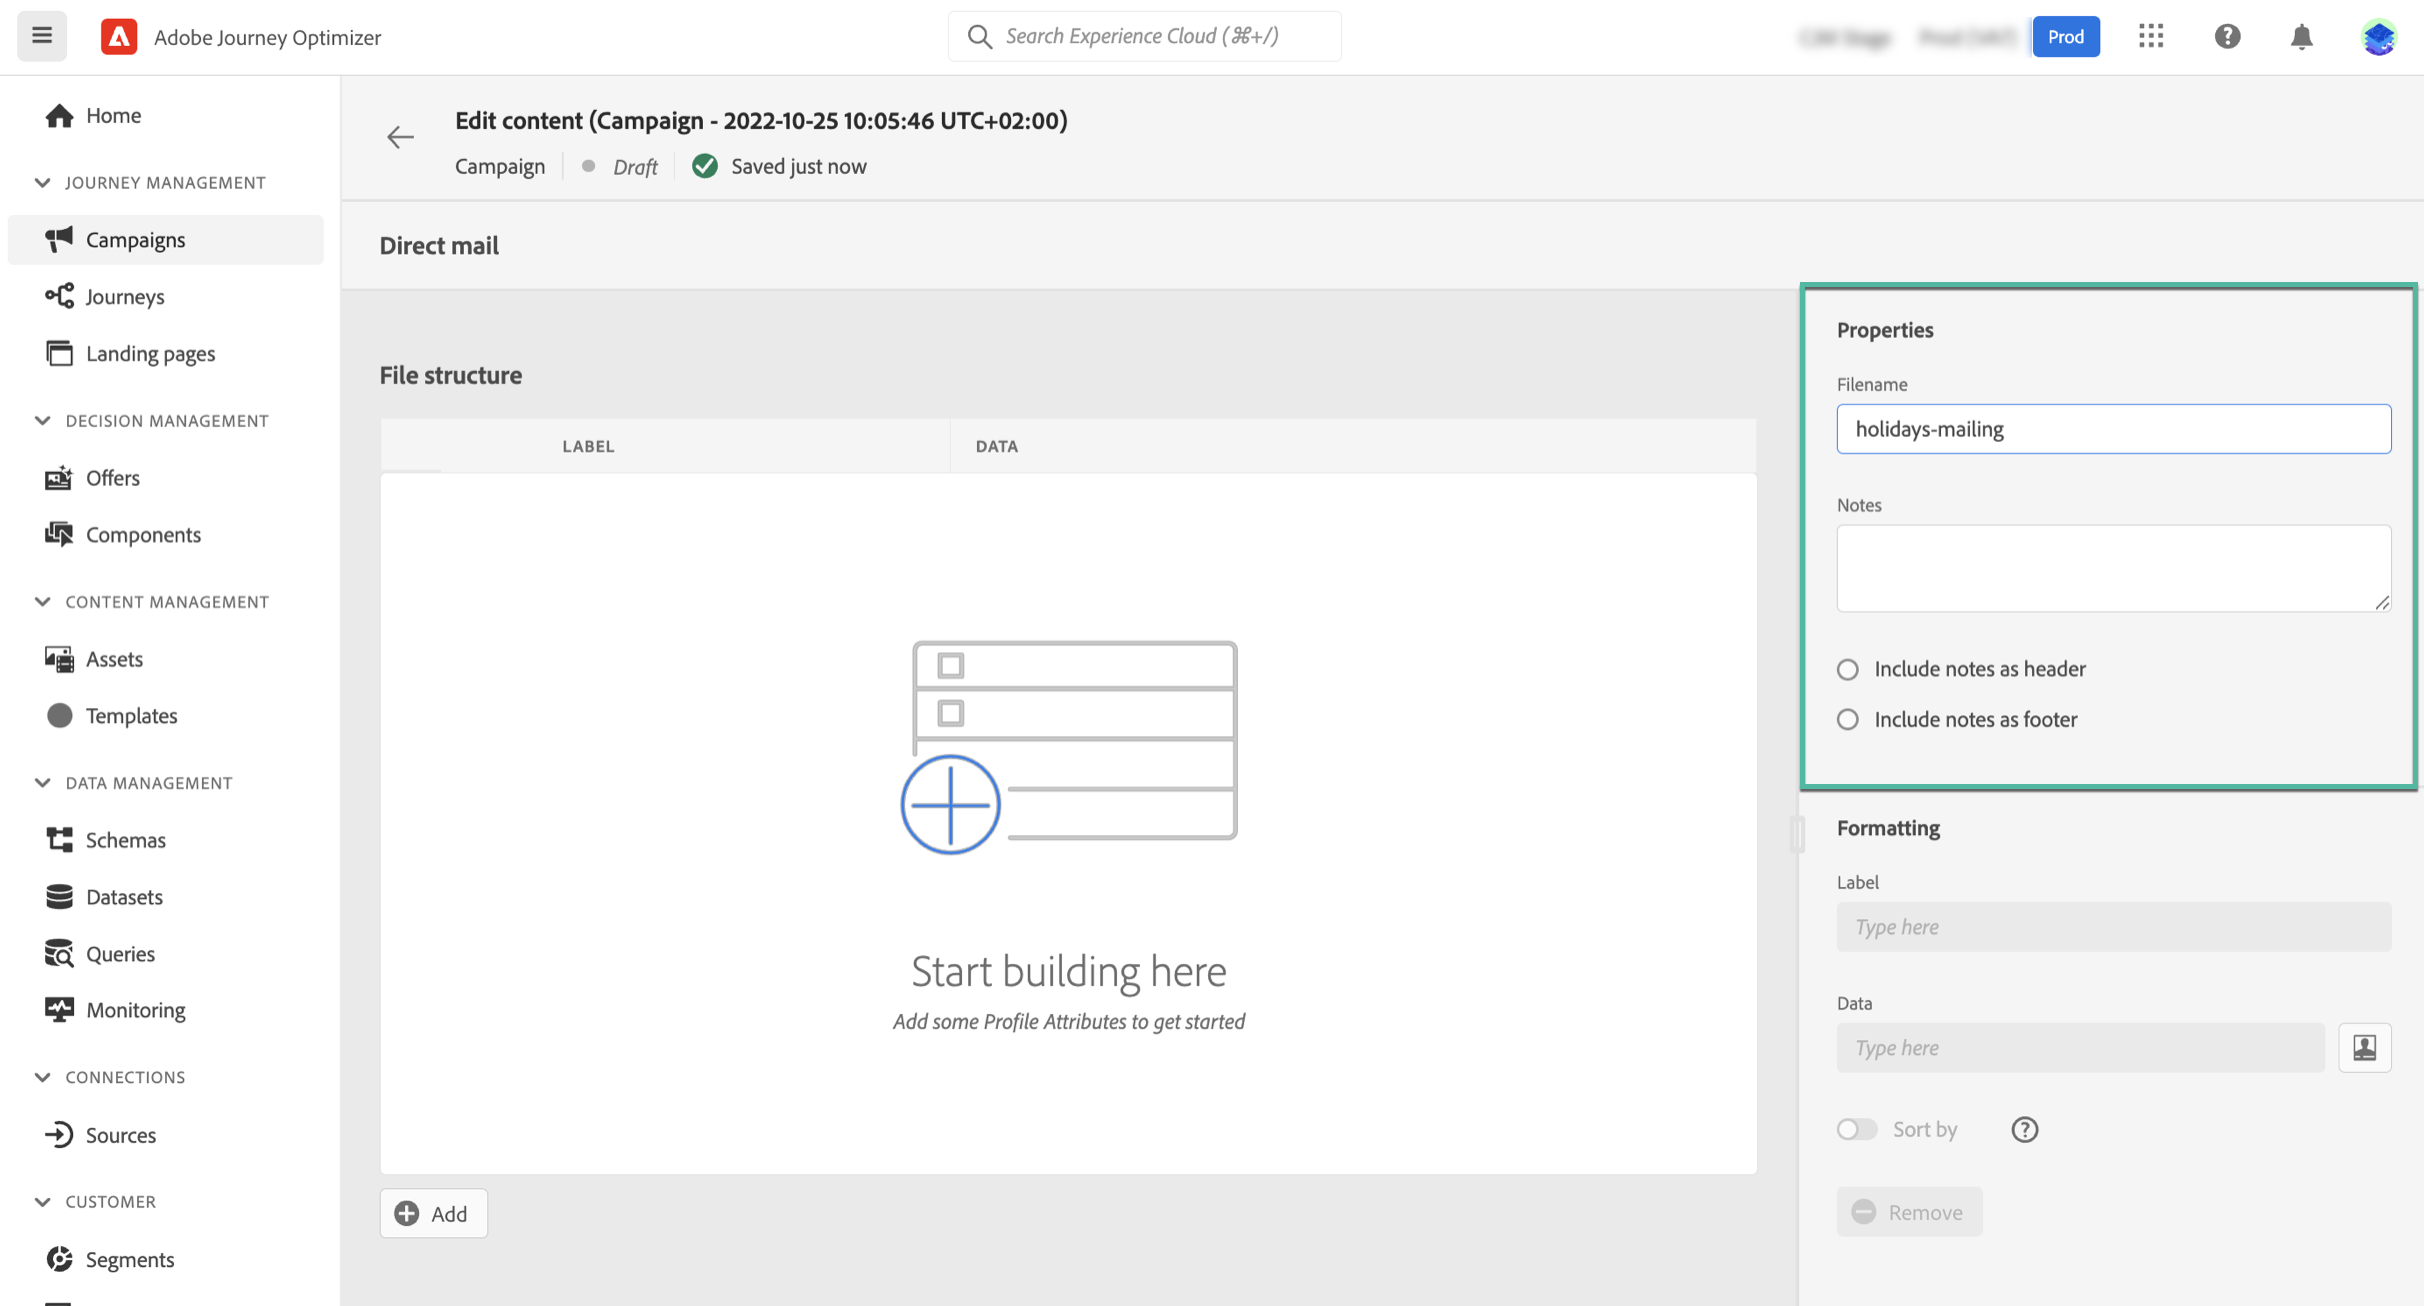 Adobe Journey Optimizer
Search Experience Cloud (⌘+/)
Prod
Home
JOURNEY MANAGEMENT
Campaigns
Journeys
Landing pages
DECISION MANAGEMENT
Offers
Components
CONTENT MANAGEMENT
Assets
Templates
DATA MANAGEMENT
Schemas
Datasets
Queries
Monitoring
CONNECTIONS
Sources
CUSTOMER
Segments
Edit content (Campaign - 2022-10-25 10:05:46 UTC+02:00)
Campaign Draft Saved just now
Direct mail
File structure
LABEL DATA
Start building here
Add some Profile Attributes to get started
Add
Properties
Filename
holidays-mailing
Notes
Include notes as header
Include notes as footer
Formatting
Label
Type here
Data
Type here
Sort by
Remove